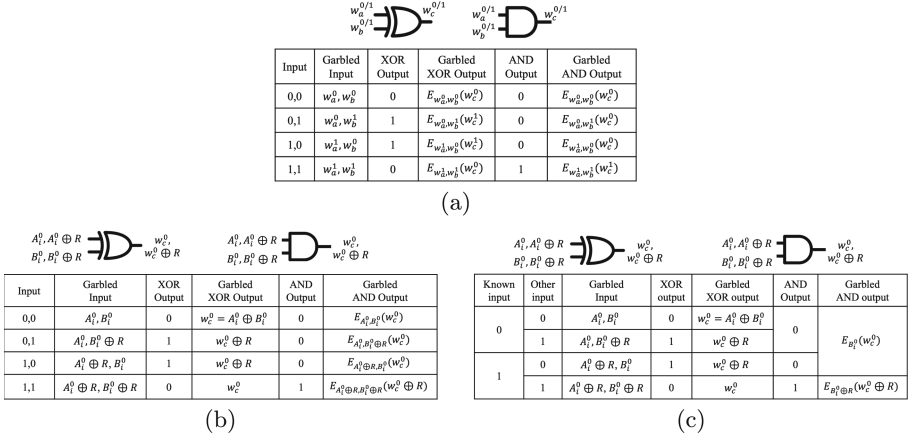 w_a^{0/1} w_b^{0/1} w_c^{0/1} w_a^{0/1} w_b^{0/1} w_c^{0/1}
Input Garbled Input XOR Output Garbled XOR Output AND Output Garbled AND Output
0,0 w_a^0, w_b^0 0 E_{w_a^0,w_b^0}(w_c^0) 0 E_{w_a^0,w_b^0}(w_c^0)
0,1 w_a^0, w_b^1 1 E_{w_a^0,w_b^1}(w_c^1) 0 E_{w_a^0,w_b^1}(w_c^0)
1,0 w_a^1, w_b^0 1 E_{w_a^1,w_b^0}(w_c^1) 0 E_{w_a^1,w_b^0}(w_c^0)
1,1 w_a^1, w_b^1 0 E_{w_a^1,w_b^1}(w_c^0) 1 E_{w_a^1,w_b^1}(w_c^1)
(a)
A_i^0, A_i^0 ⊕ R B_i^0, B_i^0 ⊕ R w_c^0, w_c^0 ⊕ R A_i^0, A_i^0 ⊕ R B_i^0, B_i^0 ⊕ R w_c^0, w_c^0 ⊕ R
Input Garbled Input XOR Output Garbled XOR Output AND Output Garbled AND Output
0,0 A_i^0, B_i^0 0 w_c^0 = A_i^0 ⊕ B_i^0 0 E_{A_i^0,B_i^0}(w_c^0)
0,1 A_i^0, B_i^0 ⊕ R 1 w_c^0 ⊕ R 0 E_{A_i^0,B_i^0⊕R}(w_c^0)
1,0 A_i^0 ⊕ R, B_i^0 1 w_c^0 ⊕ R 0 E_{A_i^0⊕R,B_i^0}(w_c^0)
1,1 A_i^0 ⊕ R, B_i^0 ⊕ R 0 w_c^0 1 E_{A_i^0⊕R,B_i^0⊕R}(w_c^0 ⊕ R)
(b)
A_i^0, A_i^0 ⊕ R B_i^0, B_i^0 ⊕ R w_c^0, w_c^0 ⊕ R A_i^0, A_i^0 ⊕ R B_i^0, B_i^0 ⊕ R w_c^0, w_c^0 ⊕ R
Known input Other input Garbled Input XOR output Garbled XOR output AND Output Garbled AND output
0 0 A_i^0, B_i^0 0 w_c^0 = A_i^0 ⊕ B_i^0 0 E_{B_i^0}(w_c^0)
1 A_i^0, B_i^0 ⊕ R 1 w_c^0 ⊕ R
1 0 A_i^0 ⊕ R, B_i^0 1 w_c^0 ⊕ R 0
1 A_i^0 ⊕ R, B_i^0 ⊕ R 0 w_c^0 1 E_{B_i^0⊕R}(w_c^0 ⊕ R)
(c)